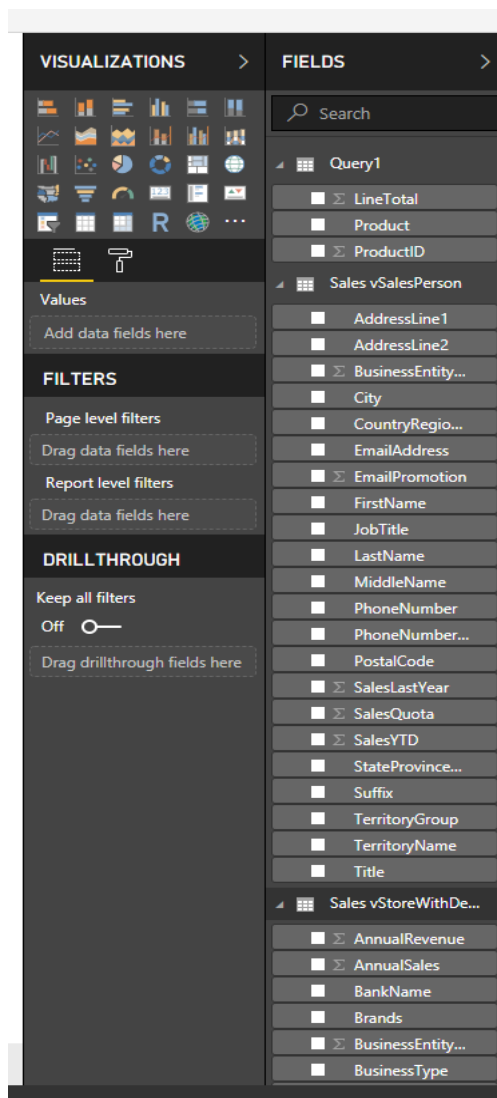 VISUALIZATIONS >
R
123
...
Values
Add data fields here
FILTERS
Page level filters
Drag data fields here
Report level filters
Drag data fields here
DRILLTHROUGH
Keep all filters
Off
Drag drillthrough fields here
FIELDS >
Search
Query1
Σ LineTotal
Product
Σ ProductID
Sales vSalesPerson
AddressLine1
AddressLine2
Σ BusinessEntity...
City
CountryRegio...
EmailAddress
Σ EmailPromotion
FirstName
JobTitle
LastName
MiddleName
PhoneNumber
PhoneNumber...
PostalCode
Σ SalesLastYear
Σ SalesQuota
Σ SalesYTD
StateProvince...
Suffix
TerritoryGroup
TerritoryName
Title
Sales vStoreWithDe...
Σ AnnualRevenue
Σ AnnualSales
BankName
Brands
Σ BusinessEntity...
BusinessType